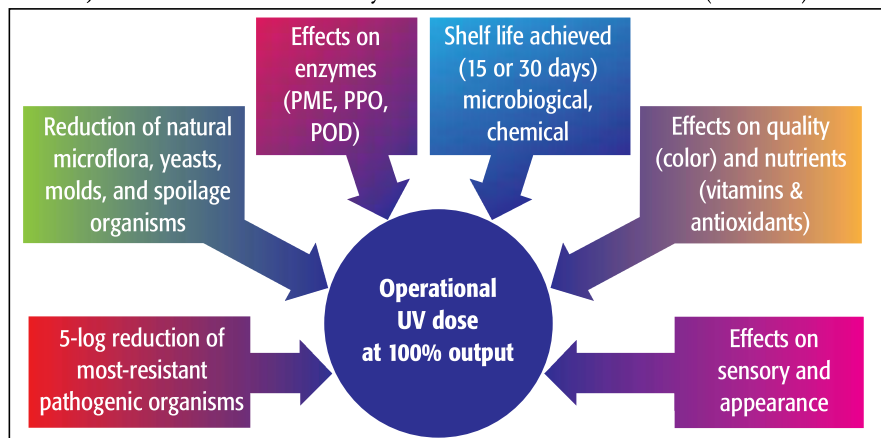 Effects on
enzymes
(PME, PPO,
POD)
Shelf life achieved
(15 or 30 days)
microbiological,
chemical
Reduction of natural
microflora, yeasts,
molds, and spoilage
organisms
Effects on quality
(color) and nutrients
(vitamins &
antioxidants)
Operational
UV dose
at 100% output
5-log reduction of
most-resistant
pathogenic organisms
Effects on
sensory and
appearance